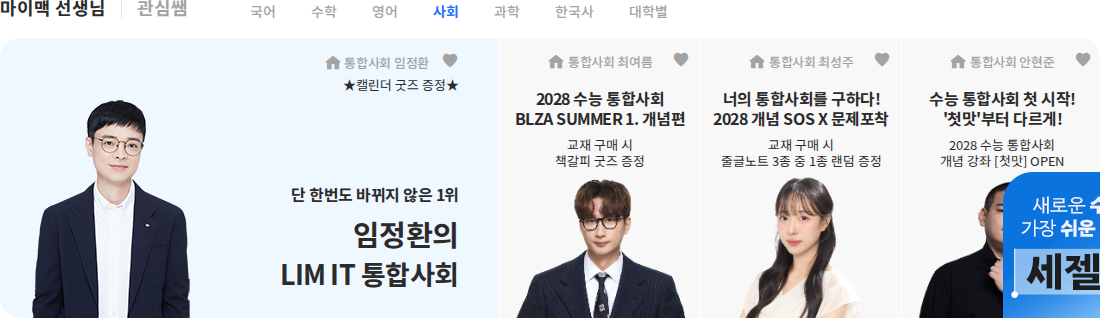 마이맥 선생님 관심쌤 국어 수학 영어 사회 과학 한국사 대학별
통합사회 임정환
★캘린더 굿즈 증정★
단 한번도 바뀌지 않은 1위
임정환의
LIM IT 통합사회
통합사회 최여름
2028 수능 통합사회
BLZA SUMMER 1. 개념편
교재 구매 시
책갈피 굿즈 증정
통합사회 최성주
너의 통합사회를 구하다!
2028 개념 SOS X 문제포착
교재 구매 시
줄글노트 3종 중 1종 랜덤 증정
통합사회 안현준
수능 통합사회 첫 시작!
'첫맛'부터 다르게!
2028 수능 통합사회
개념 강좌 [첫맛] OPEN
새로운
가장 쉬운
세젤